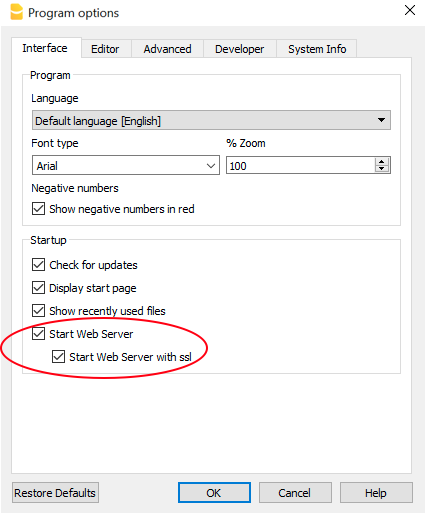 Program options
Interface
Editor
Advanced
Developer
System Info
Program
Language
Default language [English]
Font type
% Zoom
Arial
100
Negative numbers
Show negative numbers in red
Startup
Check for updates
Display start page
Show recently used files
Start Web Server
Start Web Server with ssl
Restore Defaults
OK
Cancel
Help